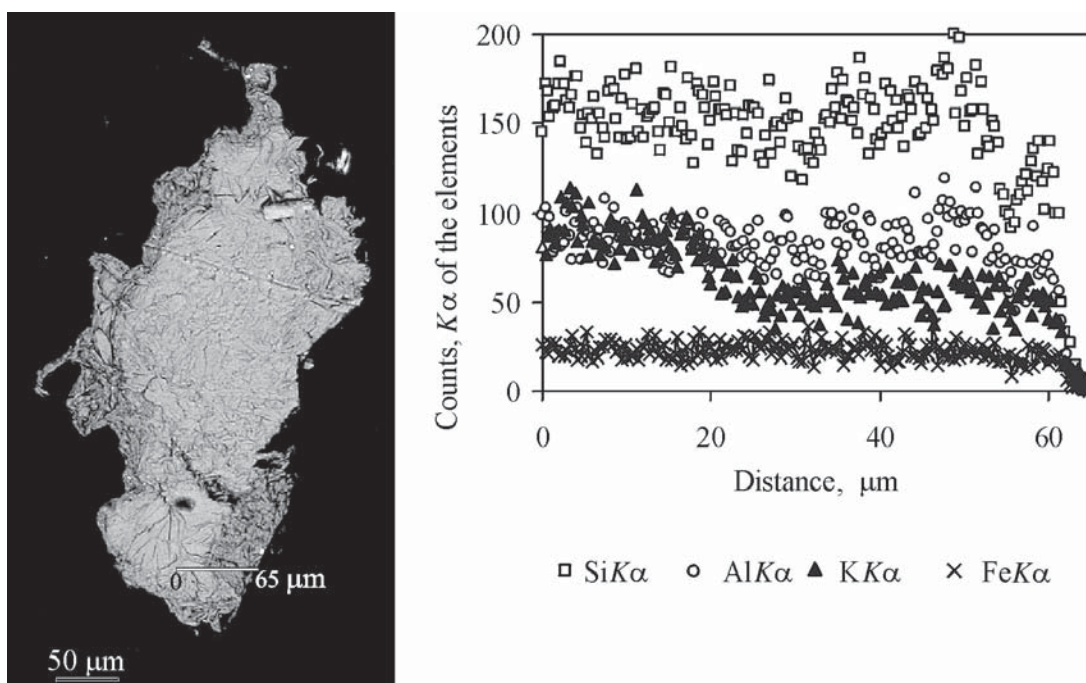 0
65 μm
50 μm
Counts, Kα of the elements
200
150
100
50
0
0
20
40
60
Distance, μm
SiKα
AlKα
KKα
FeKα